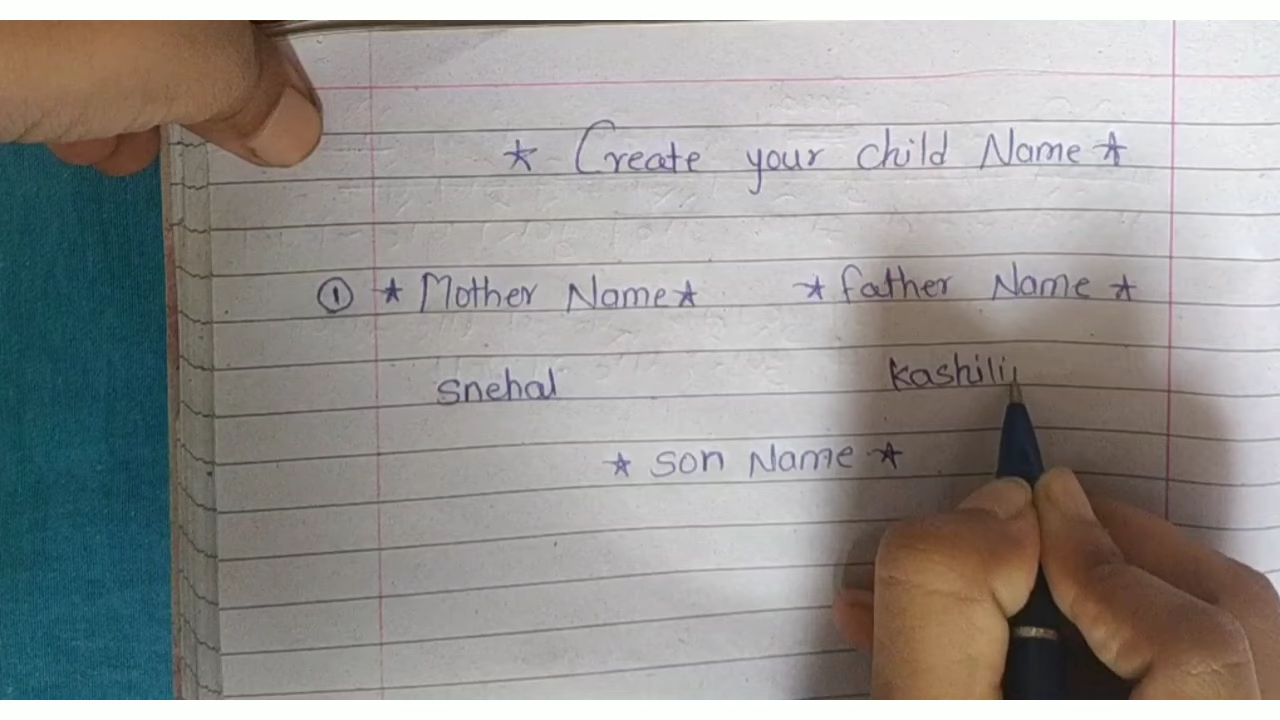 ★ Create your child Name ★
① ★ Mother Name ★ ★ father Name ★
snehal kashili
★ son Name ★